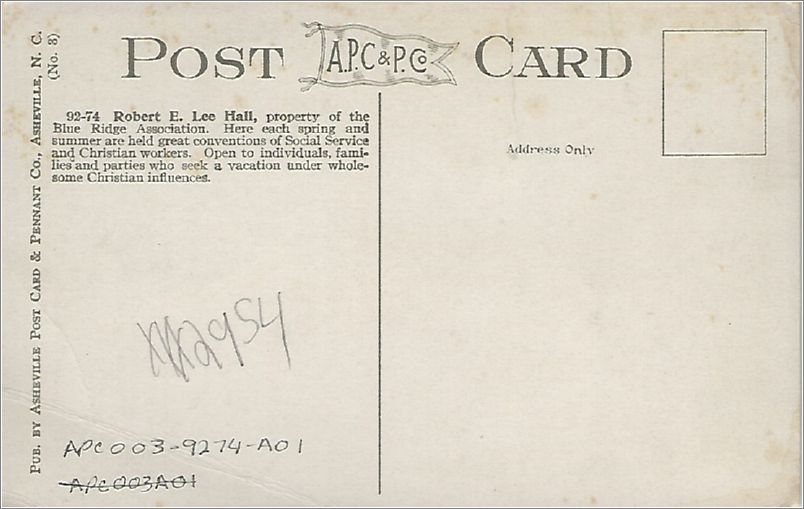 POST A.P.C & P. Co CARD
PUB. BY ASHEVILLE POST CARD & PENNANT CO., ASHEVILLE, N. C.
(No. 3)
92-74 Robert E. Lee Hall, property of the
Blue Ridge Association. Here each spring and
summer are held great conventions of Social Service
and Christian workers. Open to individuals, fami-
lies and parties who seek a vacation under whole-
some Christian influences.
Address Only
2954
APC003-9274-A01
APC003A01